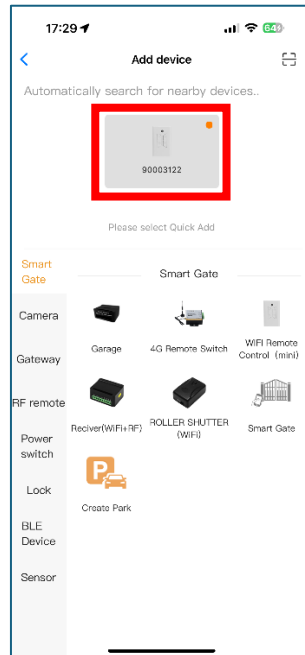 17:29
64
Add device
Automatically search for nearby devices..
90003122
Please select Quick Add
Smart
Gate
Smart Gate
Camera
Gateway
RF remote
Power
switch
Lock
BLE
Device
Sensor
Garage
4G Remote Switch
WIFI Remote
Control (mini)
Reciver(WiFi+RF)
ROLLER SHUTTER
(WiFi)
Smart Gate
P
Create Park